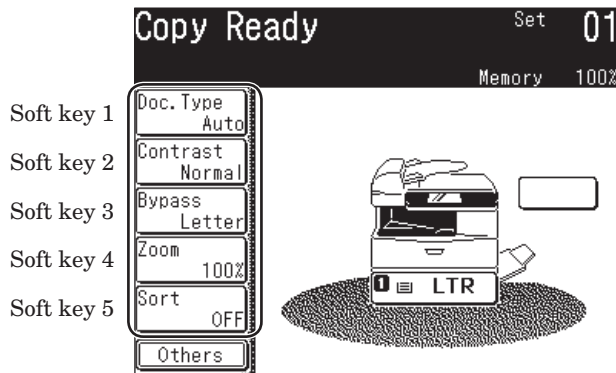 Copy Ready Set 01
Memory 100%
Soft key 1
Doc.Type
Auto
Soft key 2
Contrast
Normal
Soft key 3
Bypass
Letter
Soft key 4
Zoom
100%
Soft key 5
Sort
OFF
Others
1 LTR